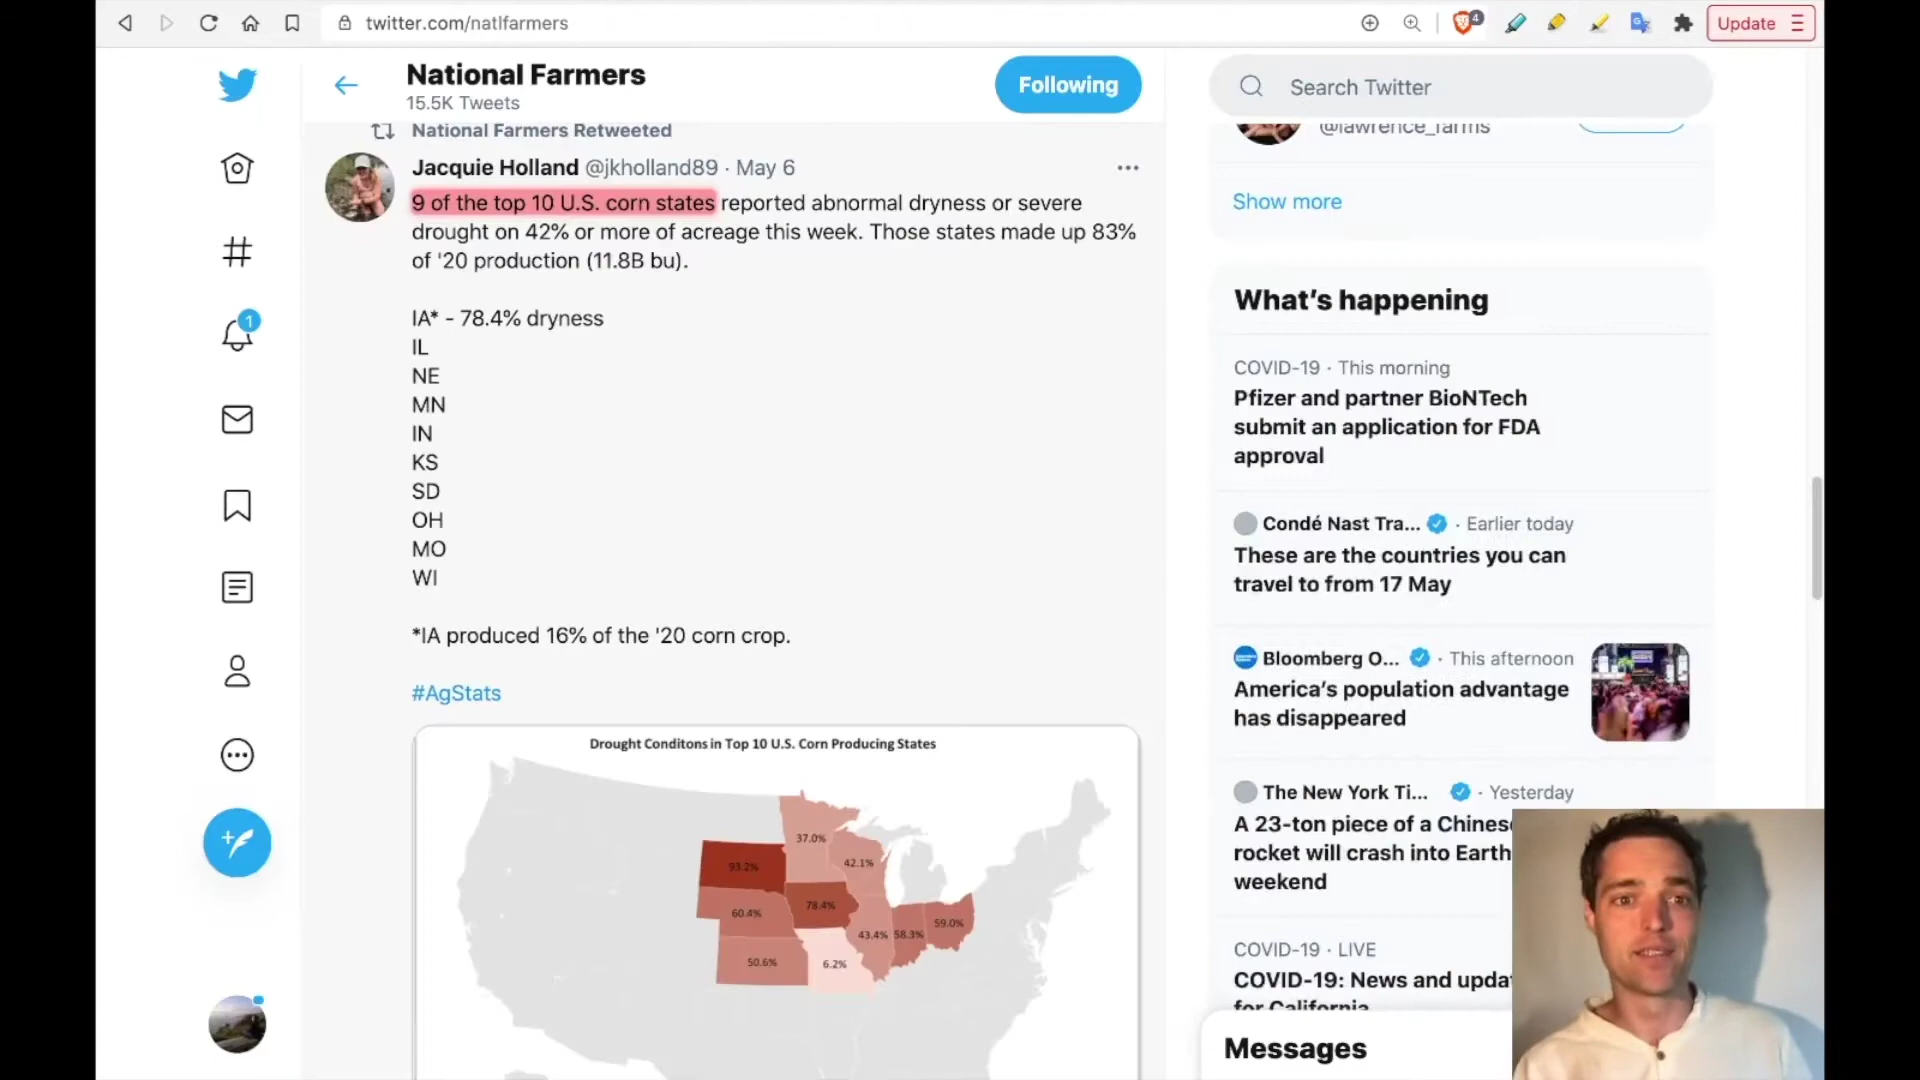 twitter.com/natlfarmers
4
Update
National Farmers
15.5K Tweets
Following
Search Twitter
National Farmers Retweeted
Jacquie Holland @jkholland89 · May 6
9 of the top 10 U.S. corn states reported abnormal dryness or severe
drought on 42% or more of acreage this week. Those states made up 83%
of '20 production (11.8B bu).
IA* - 78.4% dryness
IL
NE
MN
IN
KS
SD
OH
MO
WI
*IA produced 16% of the '20 corn crop.
#AgStats
Drought Conditons in Top 10 U.S. Corn Producing States
37.0%
42.1%
93.2%
78.4%
60.4%
59.0%
43.4%
58.3%
50.6%
6.2%
1
@lawrence_farms
Show more
What's happening
COVID-19 · This morning
Pfizer and partner BioNTech
submit an application for FDA
approval
Condé Nast Tra... · Earlier today
These are the countries you can
travel to from 17 May
Bloomberg O... · This afternoon
America's population advantage
has disappeared
The New York Ti... · Yesterday
A 23-ton piece of a Chines
rocket will crash into Earth
weekend
COVID-19 · LIVE
COVID-19: News and upda
for California
Messages